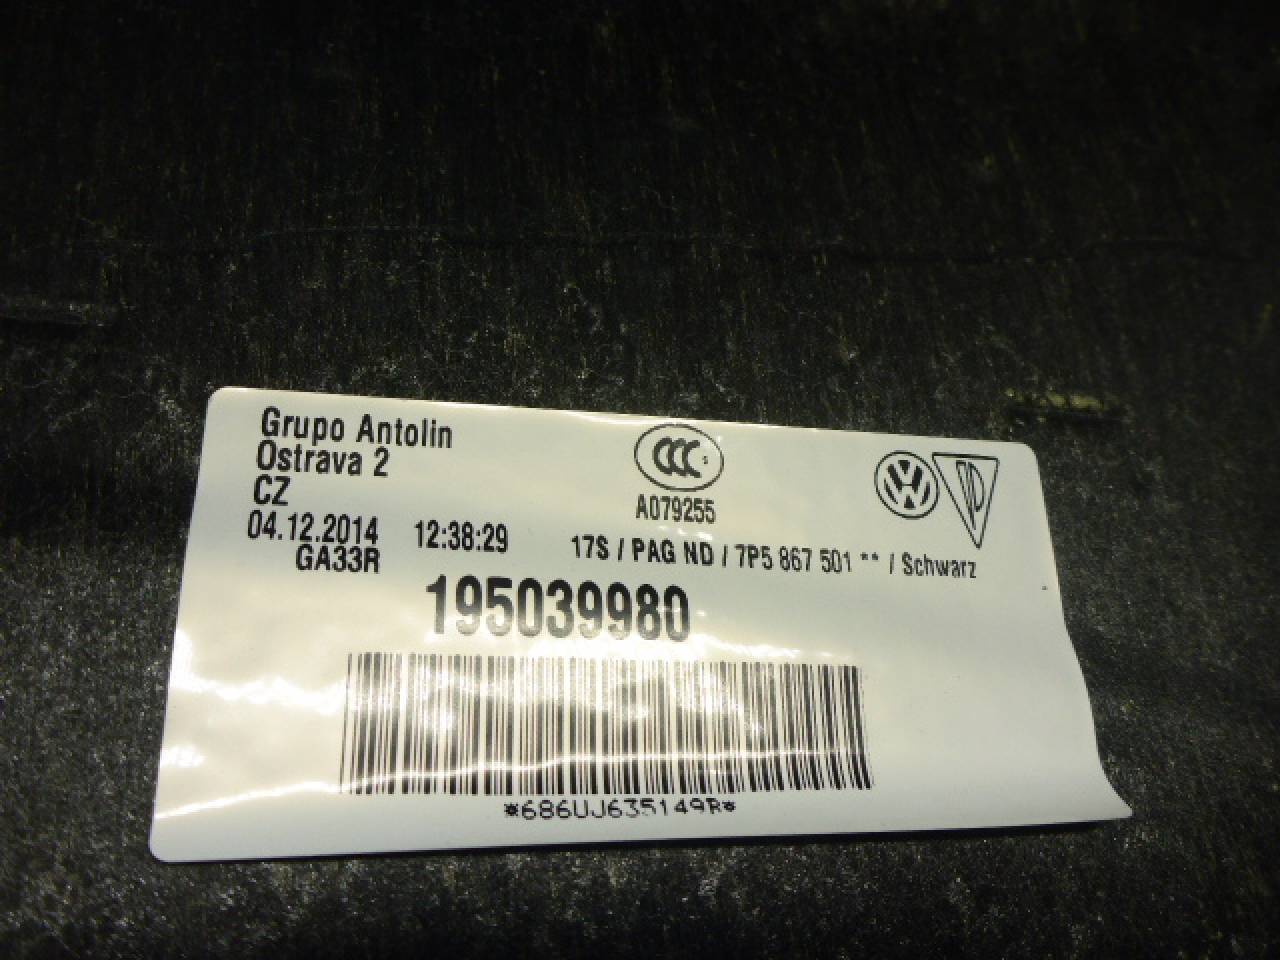 Grupo Antolin
Ostrava 2
CZ
04.12.2014 12:38:29
GA33R
CCC S
A079255
17S / PAG ND / 7P5 867 501 ** / Schwarz
195039980
*686UJ635149R*